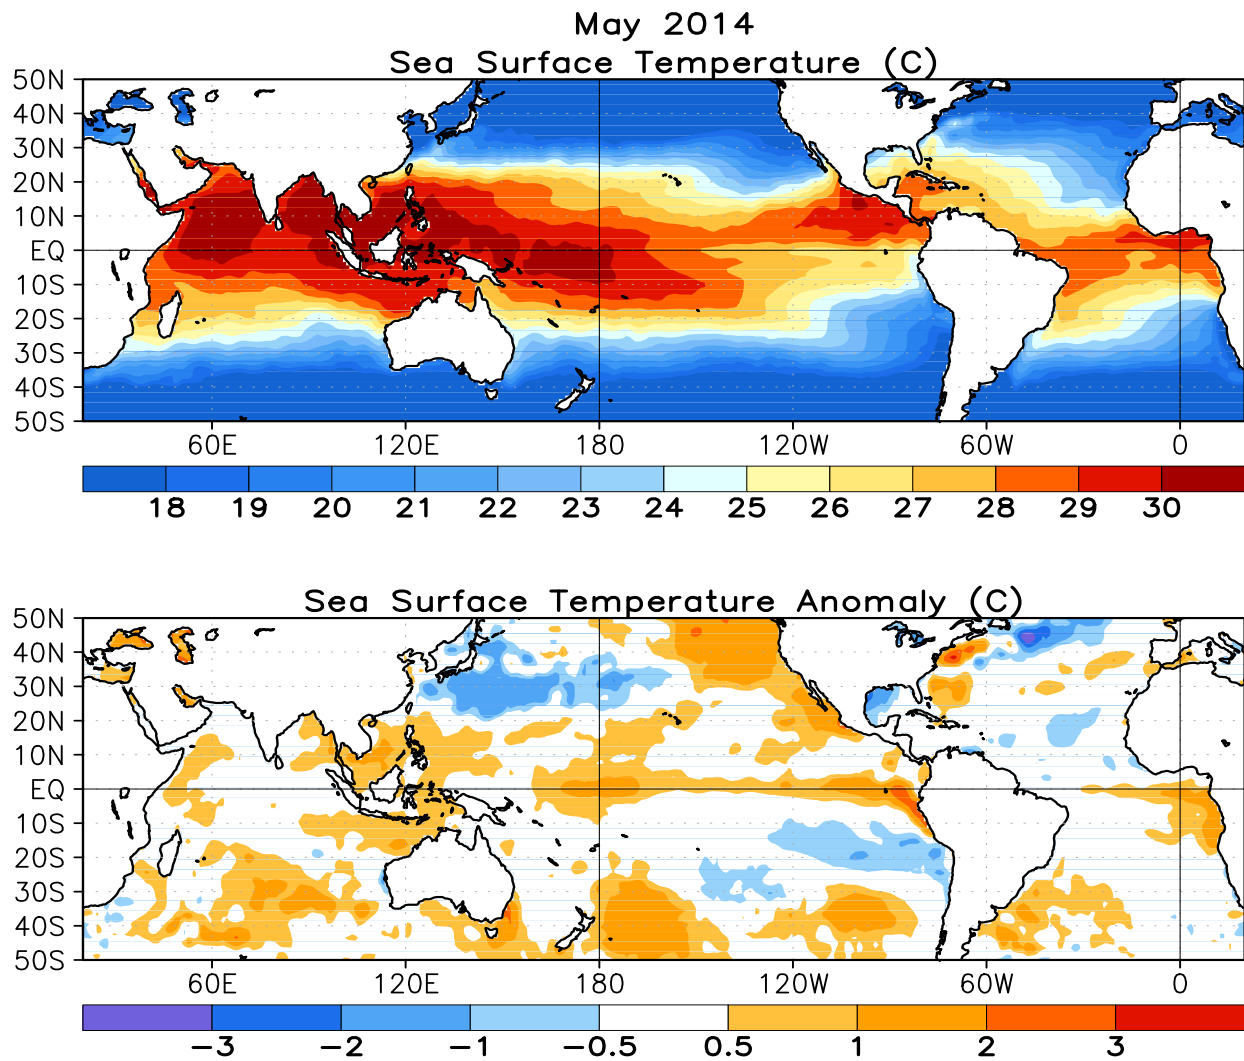 May 2014
Sea Surface Temperature (C)
50N
40N
30N
20N
10N
EQ
10S
20S
30S
40S
50S
60E 120E 180 120W 60W 0
18 19 20 21 22 23 24 25 26 27 28 29 30
Sea Surface Temperature Anomaly (C)
50N
40N
30N
20N
10N
EQ
10S
20S
30S
40S
50S
60E 120E 180 120W 60W 0
−3 −2 −1 −0.5 0.5 1 2 3